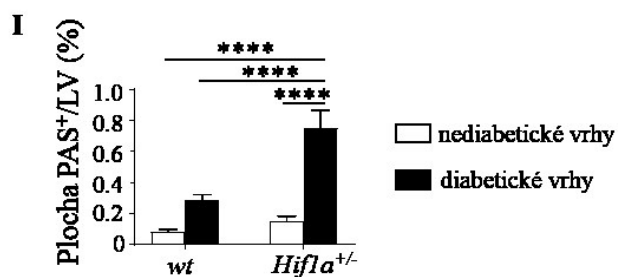 I
Plocha PAS+/LV (%)
****
****
****
1.0
0.8
0.6
0.4
0.2
0
wt
Hif1a+/-
nediabetické vrhy
diabetické vrhy